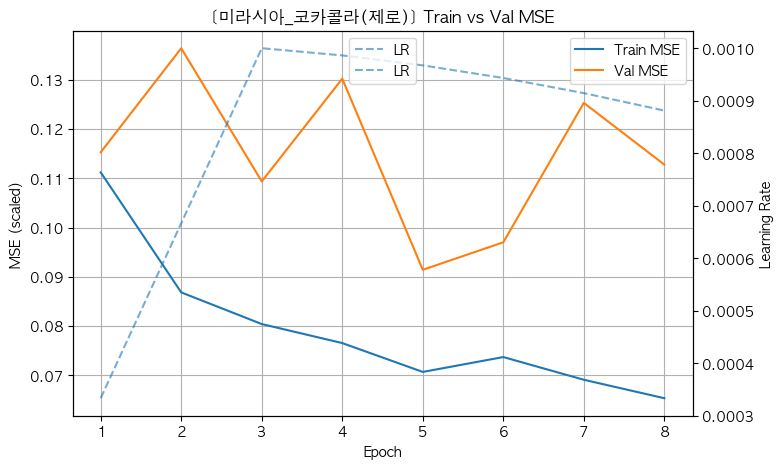 [미라시아_코카콜라(제로)] Train vs Val MSE
LR
LR
Train MSE
Val MSE
MSE (scaled)
0.13
0.12
0.11
0.10
0.09
0.08
0.07
0.0010
0.0009
0.0008
0.0007
0.0006
0.0005
0.0004
0.0003
Learning Rate
1 2 3 4 5 6 7 8
Epoch